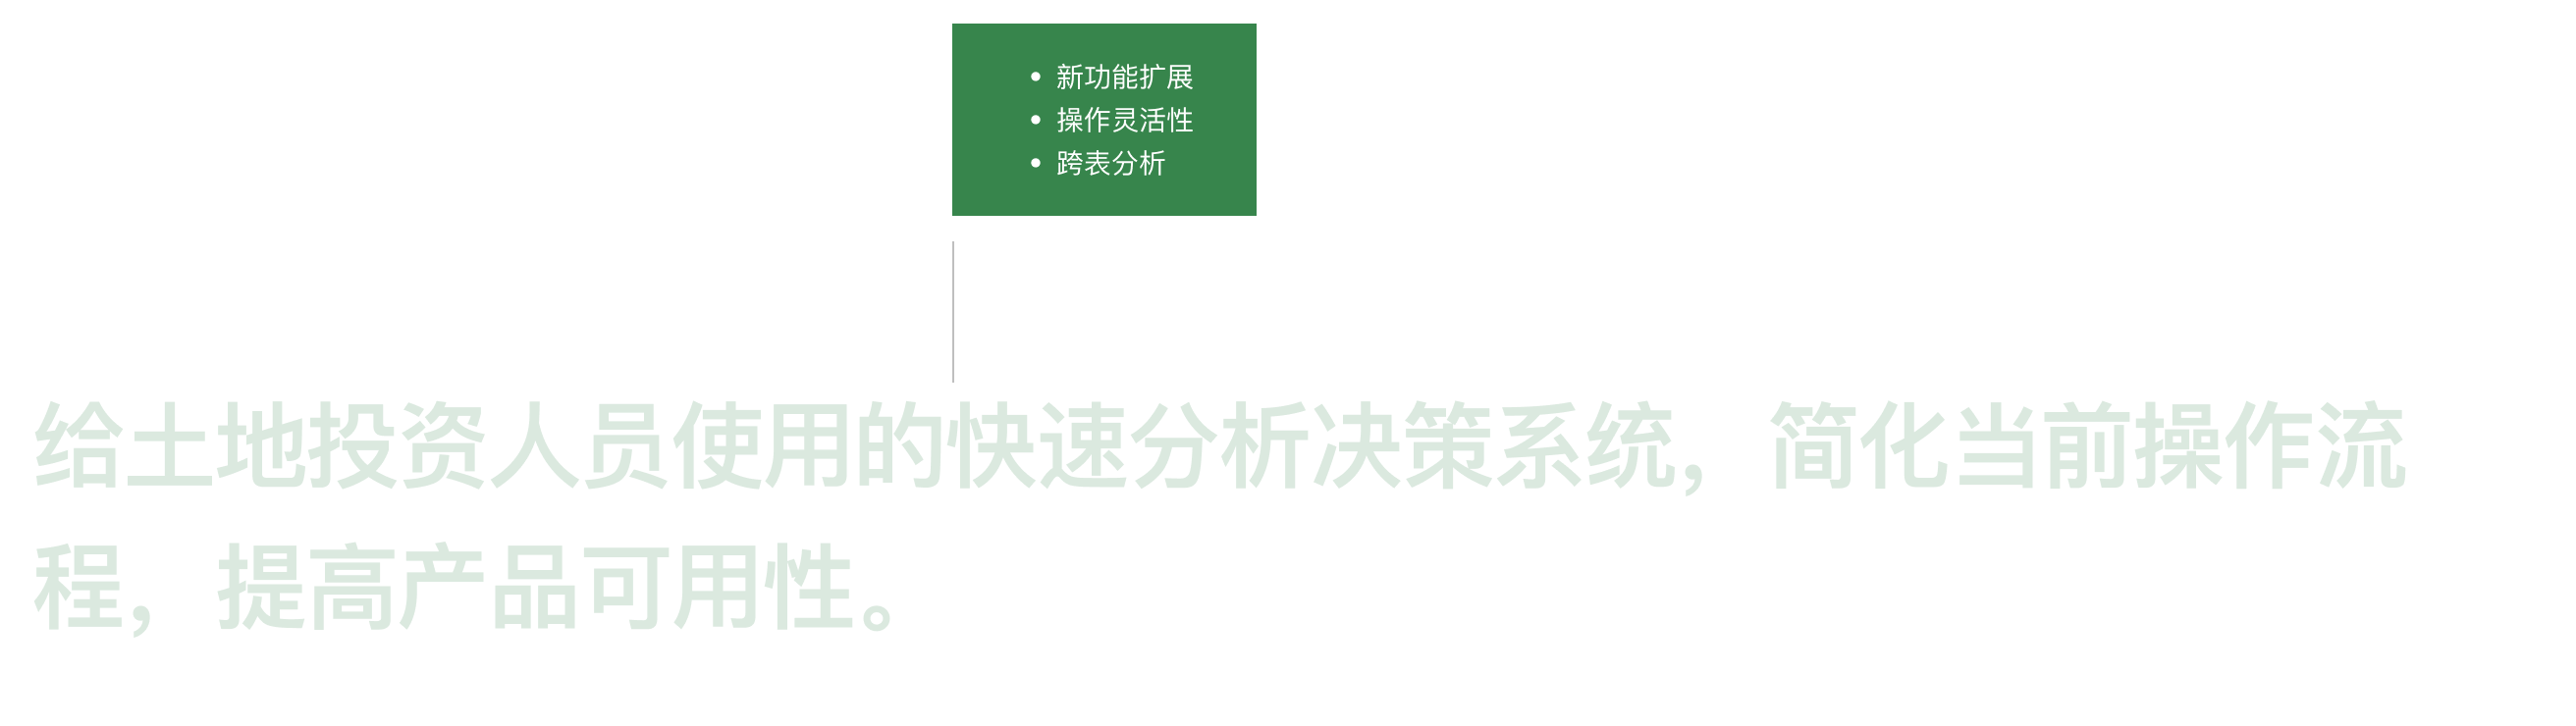 • 新功能扩展
• 操作灵活性
• 跨表分析
给土地投资人员使用的快速分析决策系统，简化当前操作流
程，提高产品可用性。